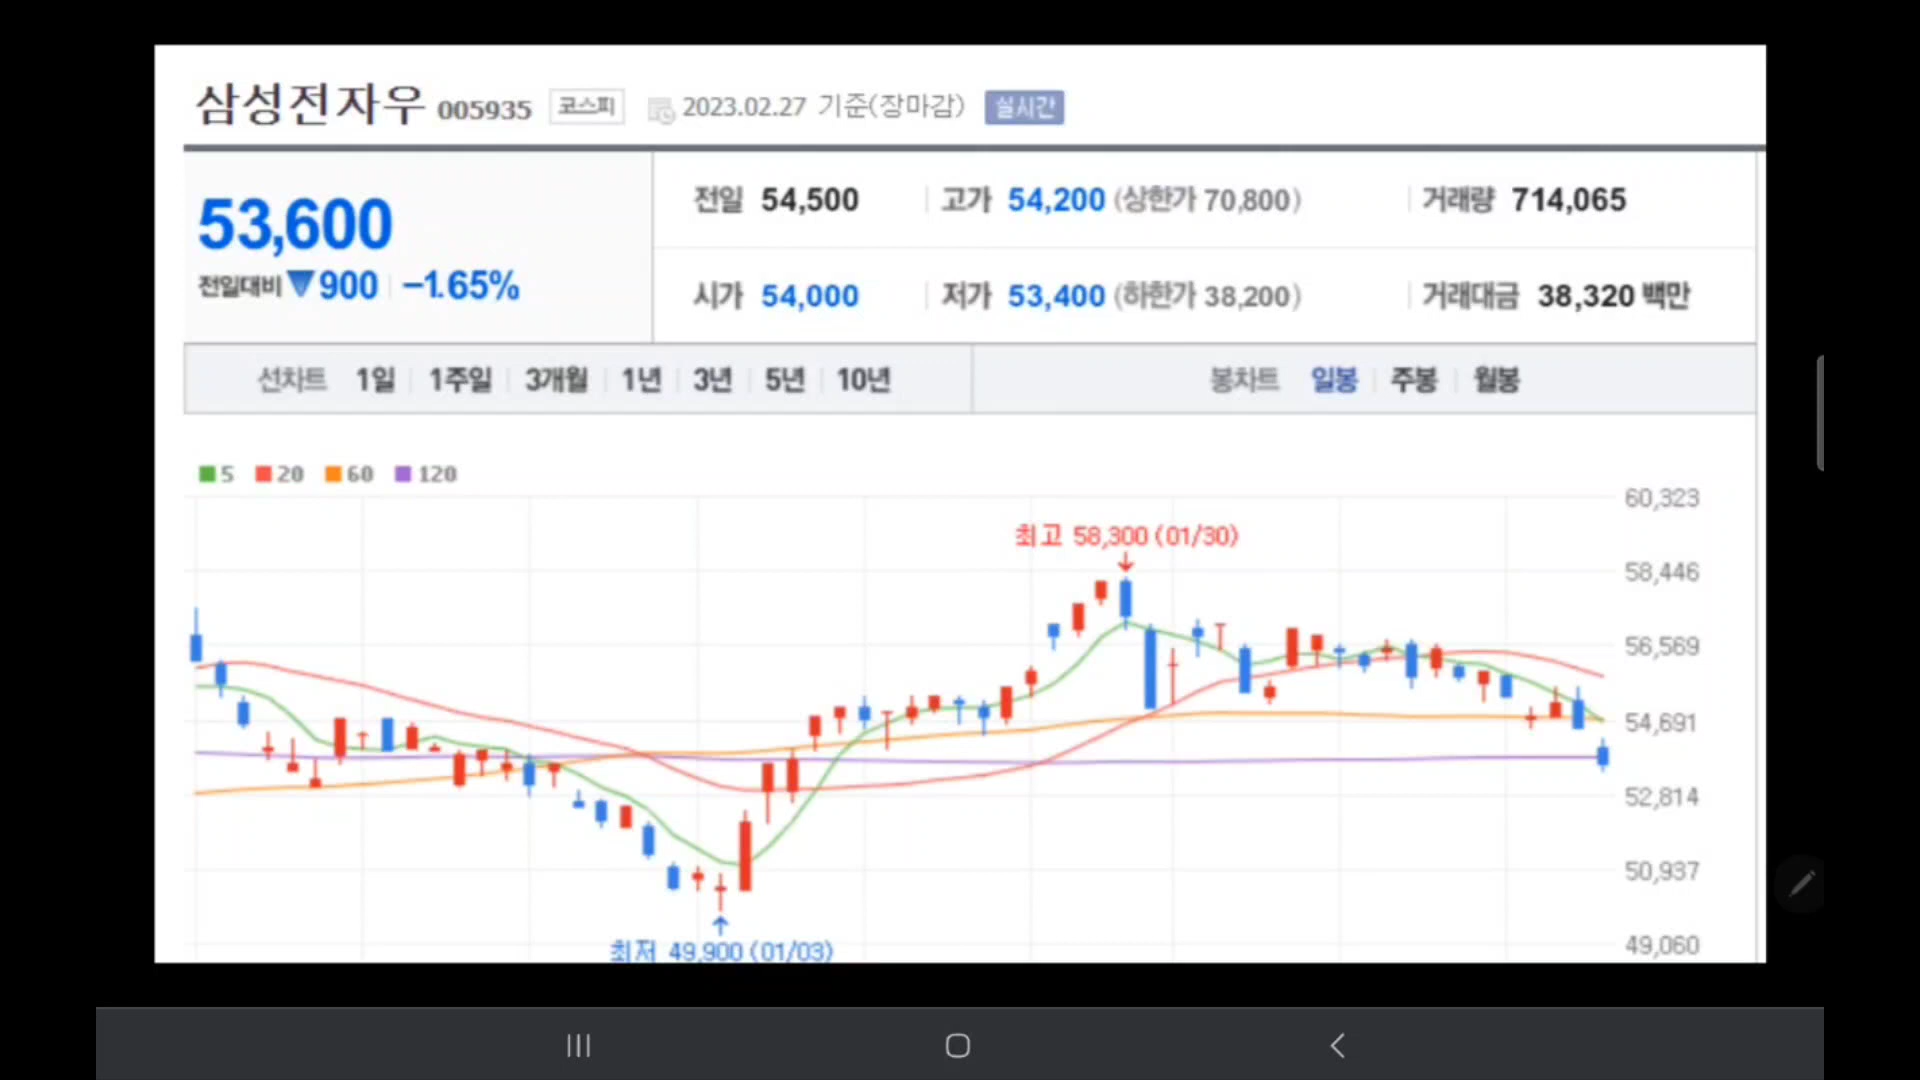 삼성전자우 005935 코스피 2023.02.27 기준(장마감) 실시간
53,600
전일대비 ▼900 -1.65%
전일 54,500 고가 54,200 (상한가 70,800) 거래량 714,065
시가 54,000 저가 53,400 (하한가 38,200) 거래대금 38,320 백만
선차트 1일 1주일 3개월 1년 3년 5년 10년 봉차트 일봉 주봉 월봉
5 20 60 120
60,323
최고 58,300 (01/30)
58,446
56,569
54,691
52,814
50,937
최저 49,900 (01/03)
49,060